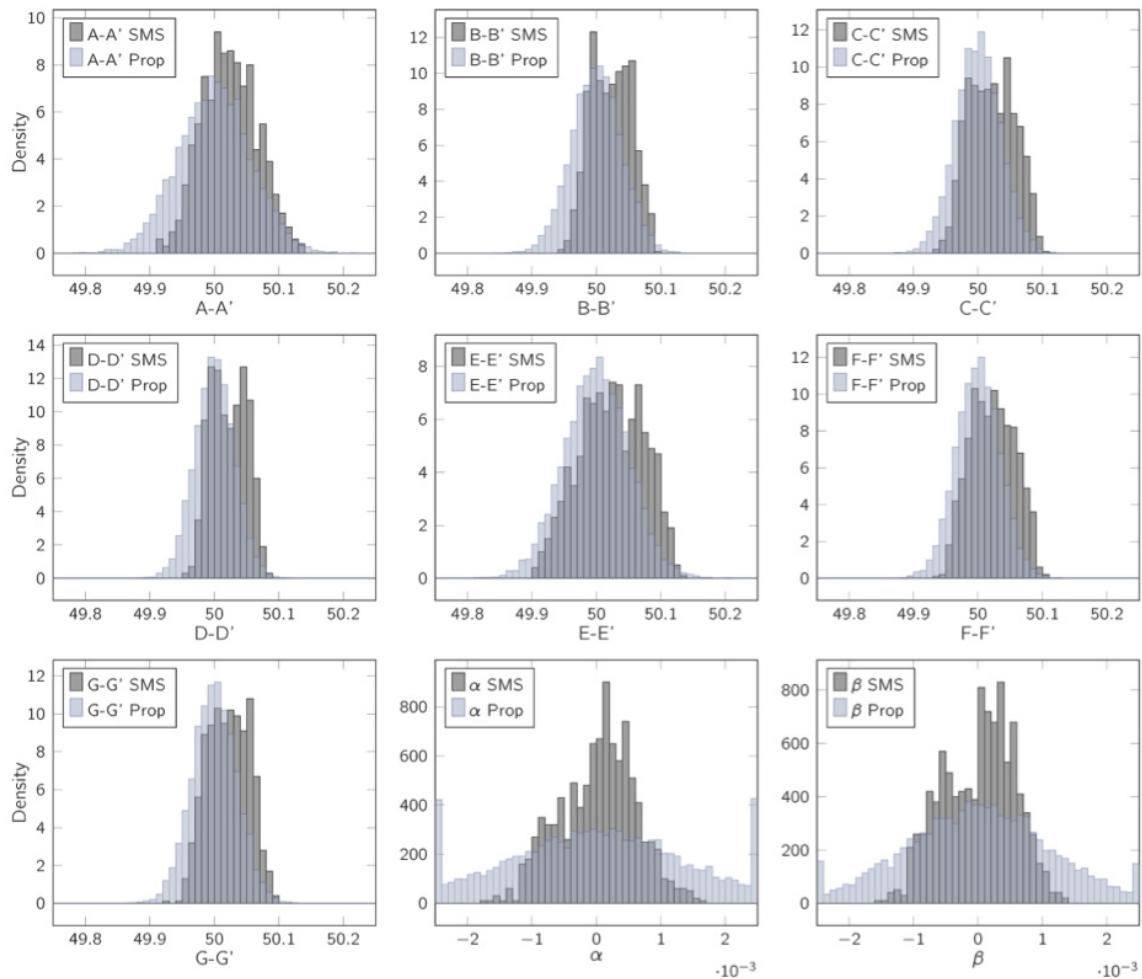 A-A' SMS
A-A' Prop
10
8
6
4
2
0
Density
49.8 49.9 50 50.1 50.2
A-A'
B-B' SMS
B-B' Prop
12
10
8
6
4
2
0
49.8 49.9 50 50.1 50.2
B-B'
C-C' SMS
C-C' Prop
12
10
8
6
4
2
0
49.8 49.9 50 50.1 50.2
C-C'
D-D' SMS
D-D' Prop
14
12
10
8
6
4
2
0
Density
49.8 49.9 50 50.1 50.2
D-D'
E-E' SMS
E-E' Prop
8
6
4
2
0
49.8 49.9 50 50.1 50.2
E-E'
F-F' SMS
F-F' Prop
12
10
8
6
4
2
0
49.8 49.9 50 50.1 50.2
F-F'
G-G' SMS
G-G' Prop
12
10
8
6
4
2
0
Density
49.8 49.9 50 50.1 50.2
G-G'
α SMS
α Prop
800
600
400
200
0
−2 −1 0 1 2
α
·10⁻³
β SMS
β Prop
800
600
400
200
0
−2 −1 0 1 2
β
·10⁻³